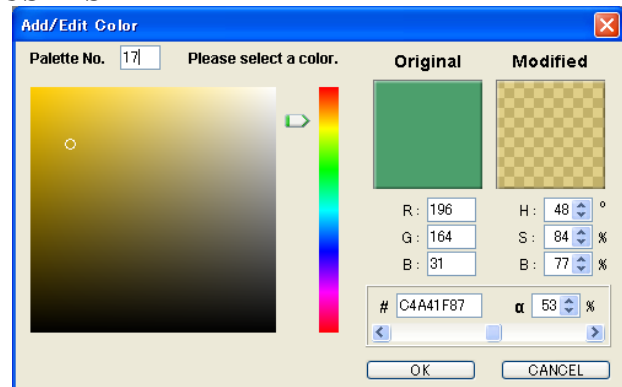 Add/Edit Color
Palette No. 17 Please select a color.
Original Modified
R: 196 H: 48 °
G: 164 S: 84 %
B: 31 B: 77 %
# C4A41F87 α 53 %
OK CANCEL